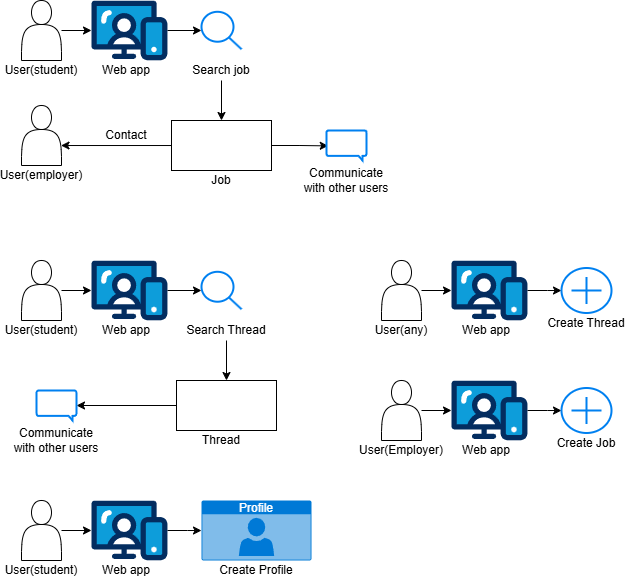 User(student)
Web app
Search job
Contact
User(employer)
Job
Communicate
with other users
User(student)
Web app
Search Thread
User(any)
Web app
Create Thread
Communicate
with other users
Thread
User(Employer)
Web app
Create Job
Profile
User(student)
Web app
Create Profile